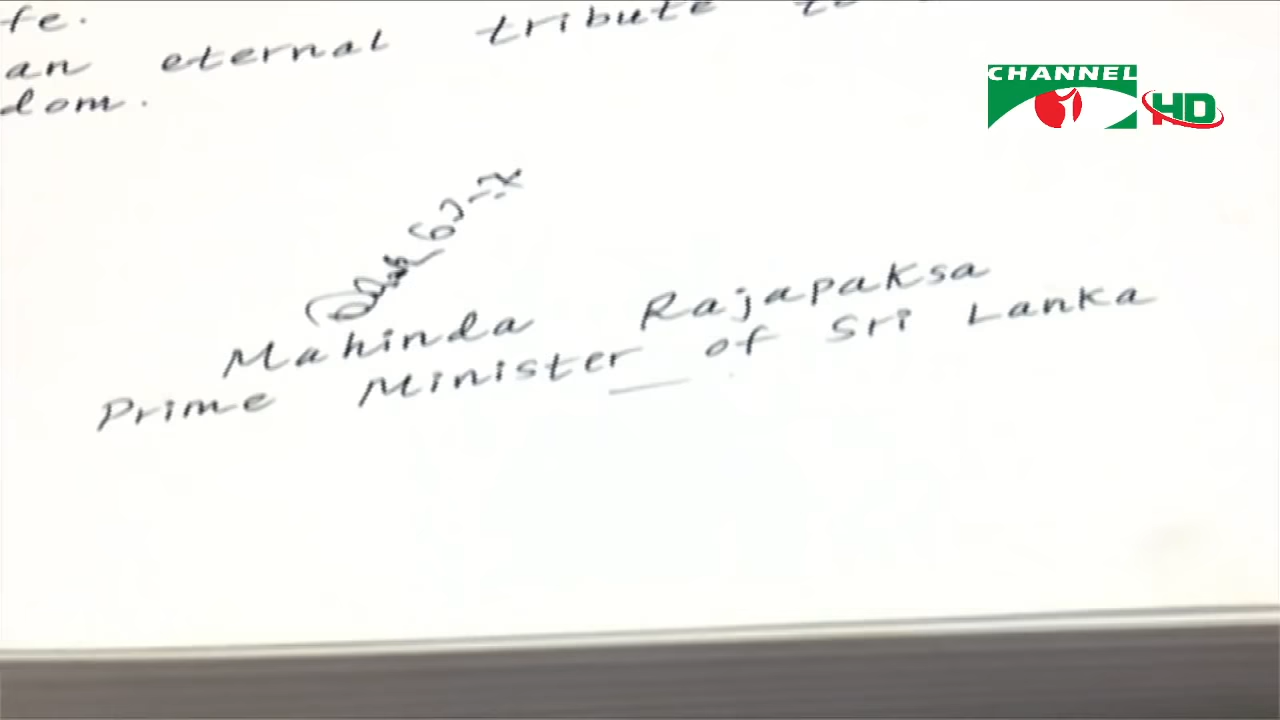 fe.
an eternal tribute
dom.
CHANNEL i HD
Mahinda Rajapaksa
Prime Minister of Sri Lanka